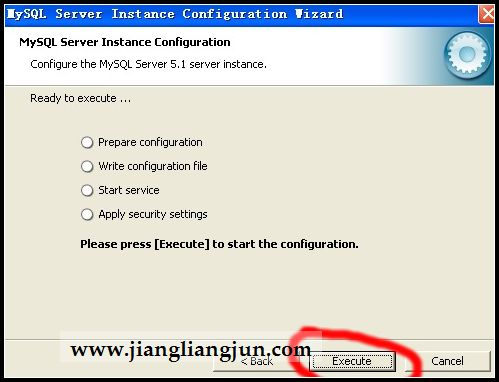 MySQL Server Instance Configuration Wizard
MySQL Server Instance Configuration
Configure the MySQL Server 5.1 server instance.
Ready to execute ...
Prepare configuration
Write configuration file
Start service
Apply security settings
Please press [Execute] to start the configuration.
www.jiangliangjun.com
< Back Execute Cancel